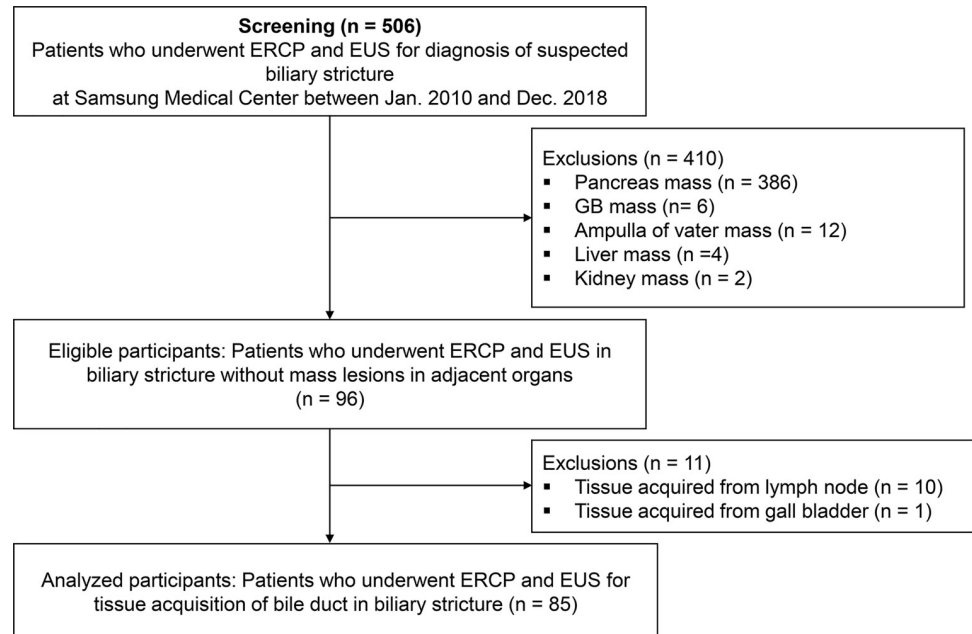 Screening (n = 506)
Patients who underwent ERCP and EUS for diagnosis of suspected
biliary stricture
at Samsung Medical Center between Jan. 2010 and Dec. 2018
Exclusions (n = 410)
▪ Pancreas mass (n = 386)
▪ GB mass (n= 6)
▪ Ampulla of vater mass (n = 12)
▪ Liver mass (n =4)
▪ Kidney mass (n = 2)
Eligible participants: Patients who underwent ERCP and EUS in
biliary stricture without mass lesions in adjacent organs
(n = 96)
Exclusions (n = 11)
▪ Tissue acquired from lymph node (n = 10)
▪ Tissue acquired from gall bladder (n = 1)
Analyzed participants: Patients who underwent ERCP and EUS for
tissue acquisition of bile duct in biliary stricture (n = 85)